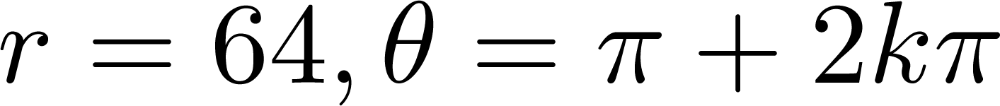 r = 64, θ = π + 2kπ